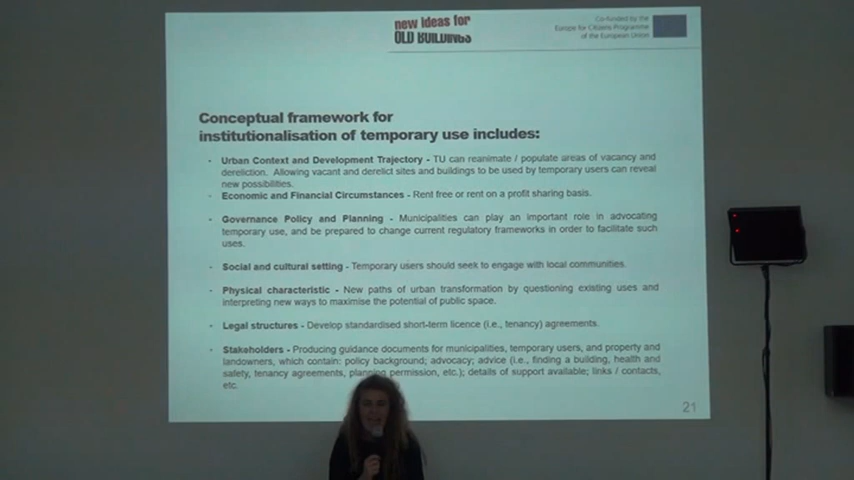 new ideas for
OLD BUILDINGS
Co-funded by the
Europe for Citizens Programme
of the European Union
Conceptual framework for
institutionalisation of temporary use includes:
· Urban Context and Development Trajectory - TU can reanimate / populate areas of vacancy and
dereliction. Allowing vacant and derelict sites and buildings to be used by temporary users can reveal
new possibilities.
· Economic and Financial Circumstances - Rent free or rent on a profit sharing basis.
· Governance Policy and Planning - Municipalities can play an important role in advocating
temporary use, and be prepared to change current regulatory frameworks in order to facilitate such
uses.
· Social and cultural setting - Temporary users should seek to engage with local communities.
· Physical characteristic - New paths of urban transformation by questioning existing uses and
interpreting new ways to maximise the potential of public space.
· Legal structures - Develop standardised short-term licence (i.e., tenancy) agreements.
· Stakeholders - Producing guidance documents for municipalities, temporary users, and property and
landowners, which contain: policy background; advocacy; advice (i.e., finding a building, health and
safety, tenancy agreements, planning permission, etc.); details of support available; links / contacts,
etc.
21